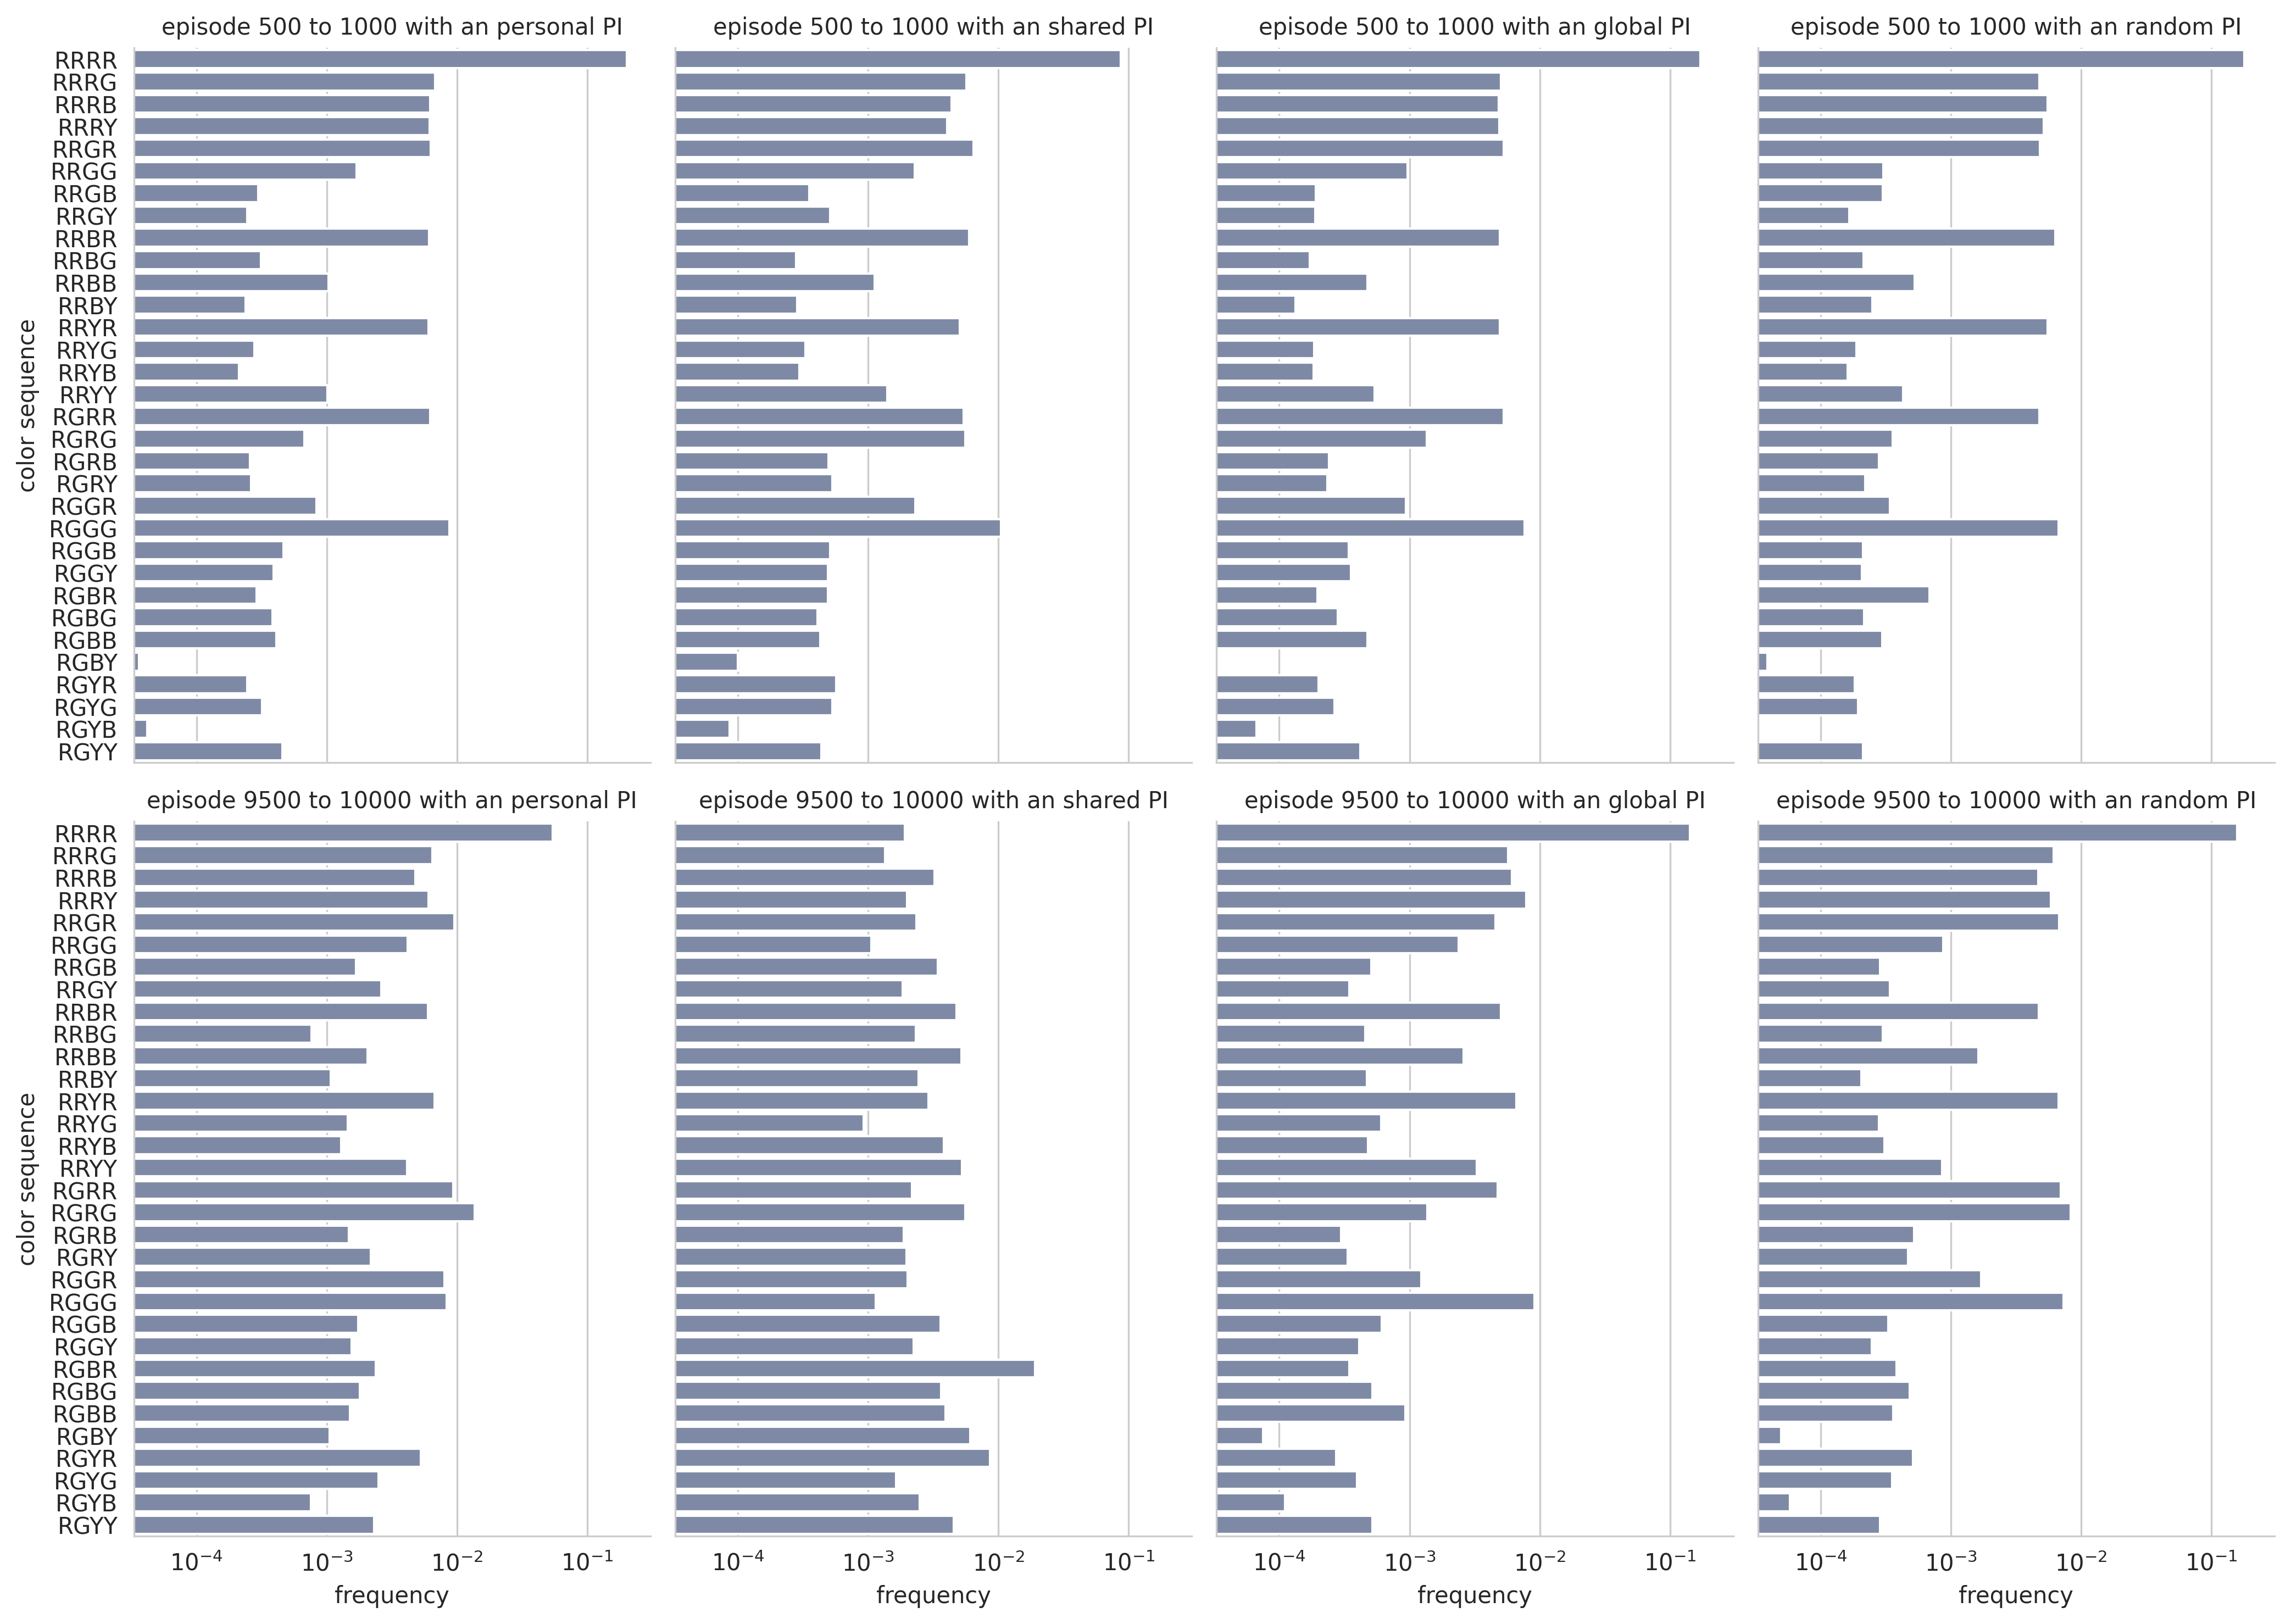 episode 500 to 1000 with an personal PI
episode 500 to 1000 with an shared PI
episode 500 to 1000 with an global PI
episode 500 to 1000 with an random PI
color sequence
RRRR
RRRG
RRRB
RRRY
RRGR
RRGG
RRGB
RRGY
RRBR
RRBG
RRBB
RRBY
RRYR
RRYG
RRYB
RRYY
RGRR
RGRG
RGRB
RGRY
RGGR
RGGG
RGGB
RGGY
RGBR
RGBG
RGBB
RGBY
RGYR
RGYG
RGYB
RGYY
episode 9500 to 10000 with an personal PI
episode 9500 to 10000 with an shared PI
episode 9500 to 10000 with an global PI
episode 9500 to 10000 with an random PI
color sequence
RRRR
RRRG
RRRB
RRRY
RRGR
RRGG
RRGB
RRGY
RRBR
RRBG
RRBB
RRBY
RRYR
RRYG
RRYB
RRYY
RGRR
RGRG
RGRB
RGRY
RGGR
RGGG
RGGB
RGGY
RGBR
RGBG
RGBB
RGBY
RGYR
RGYG
RGYB
RGYY
10⁻⁴ 10⁻³ 10⁻² 10⁻¹
10⁻⁴ 10⁻³ 10⁻² 10⁻¹
10⁻⁴ 10⁻³ 10⁻² 10⁻¹
10⁻⁴ 10⁻³ 10⁻² 10⁻¹
frequency
frequency
frequency
frequency